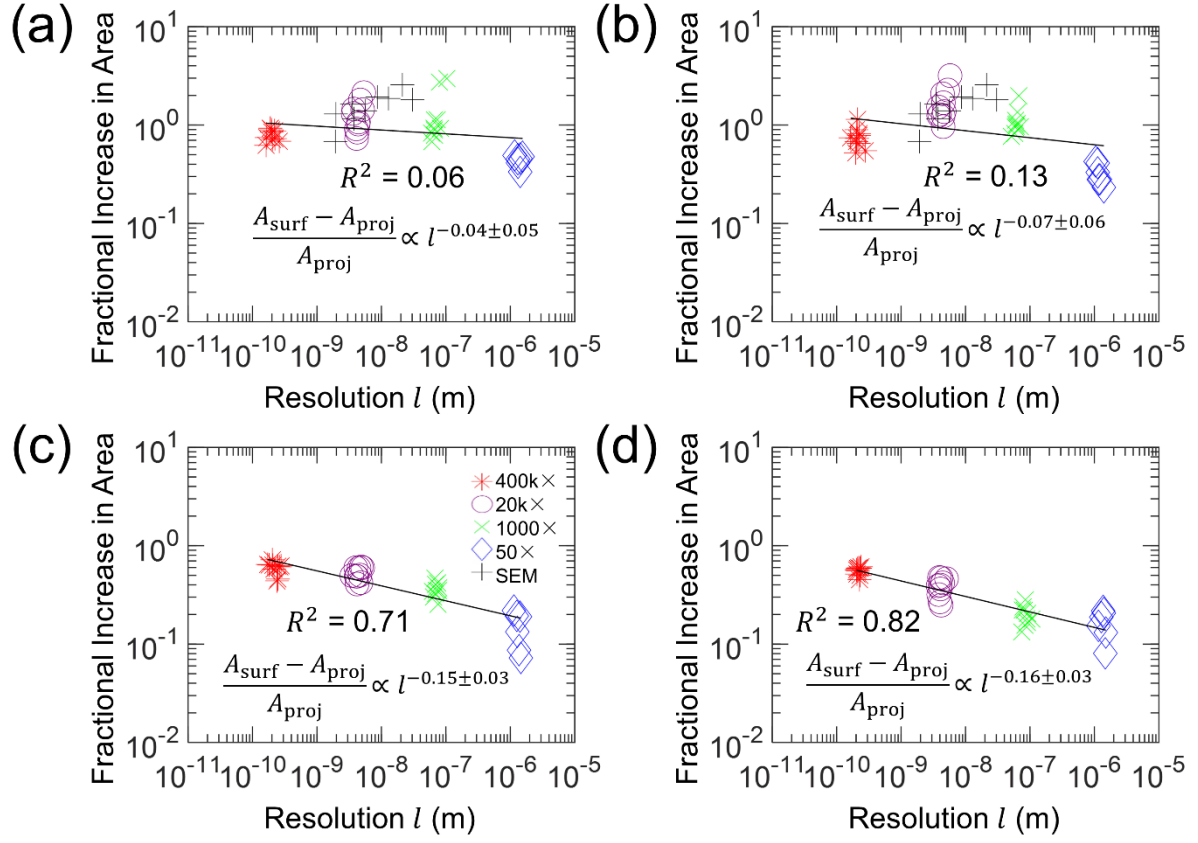 (a)
Fractional Increase in Area
10^1
10^0
10^-1
10^-2
R^2 = 0.06
A_surf − A_proj / A_proj ∝ l^−0.04±0.05
10^-11 10^-10 10^-9 10^-8 10^-7 10^-6 10^-5
Resolution l (m)
(b)
Fractional Increase in Area
10^1
10^0
10^-1
10^-2
R^2 = 0.13
A_surf − A_proj / A_proj ∝ l^−0.07±0.06
10^-11 10^-10 10^-9 10^-8 10^-7 10^-6 10^-5
Resolution l (m)
(c)
Fractional Increase in Area
10^1
10^0
10^-1
10^-2
400k×
20k×
1000×
50×
SEM
R^2 = 0.71
A_surf − A_proj / A_proj ∝ l^−0.15±0.03
10^-11 10^-10 10^-9 10^-8 10^-7 10^-6 10^-5
Resolution l (m)
(d)
Fractional Increase in Area
10^1
10^0
10^-1
10^-2
R^2 = 0.82
A_surf − A_proj / A_proj ∝ l^−0.16±0.03
10^-11 10^-10 10^-9 10^-8 10^-7 10^-6 10^-5
Resolution l (m)